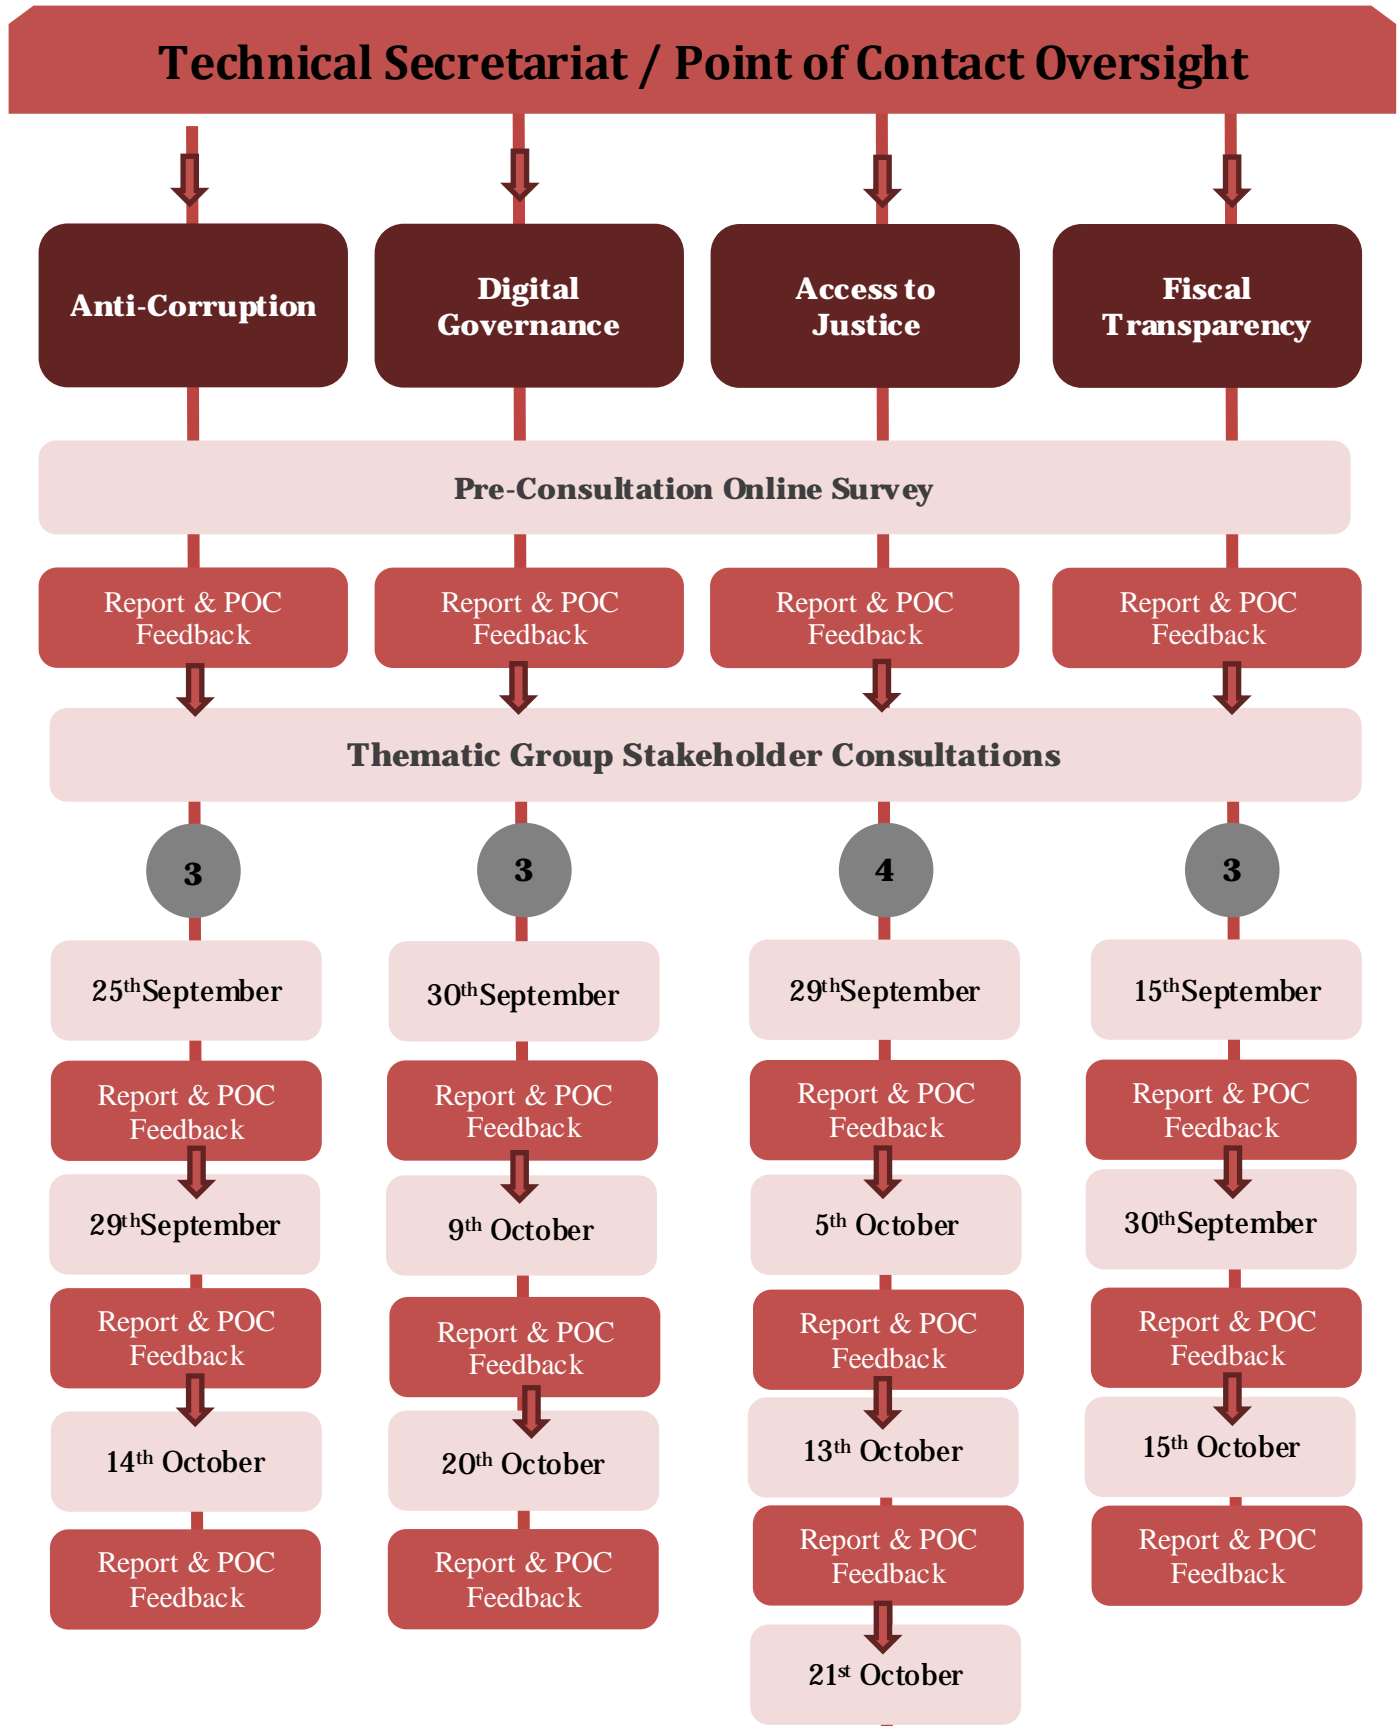 Technical Secretariat / Point of Contact Oversight
Anti-Corruption
Digital
Governance
Access to
Justice
Fiscal
Transparency
Pre-Consultation Online Survey
Report & POC
Feedback
Report & POC
Feedback
Report & POC
Feedback
Report & POC
Feedback
Thematic Group Stakeholder Consultations
3
3
4
3
25th September
30th September
29th September
15th September
Report & POC
Feedback
Report & POC
Feedback
Report & POC
Feedback
Report & POC
Feedback
29th September
9th October
5th October
30th September
Report & POC
Feedback
Report & POC
Feedback
Report & POC
Feedback
Report & POC
Feedback
14th October
20th October
13th October
15th October
Report & POC
Feedback
Report & POC
Feedback
Report & POC
Feedback
Report & POC
Feedback
21st October